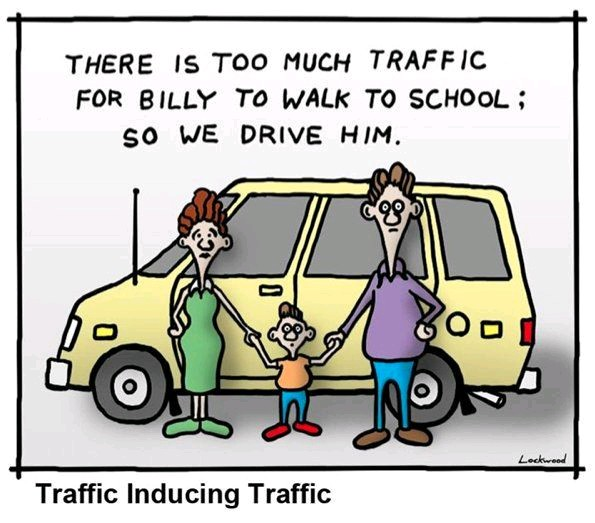 THERE IS TOO MUCH TRAFFIC
FOR BILLY TO WALK TO SCHOOL;
SO WE DRIVE HIM.
Lockwood
Traffic Inducing Traffic